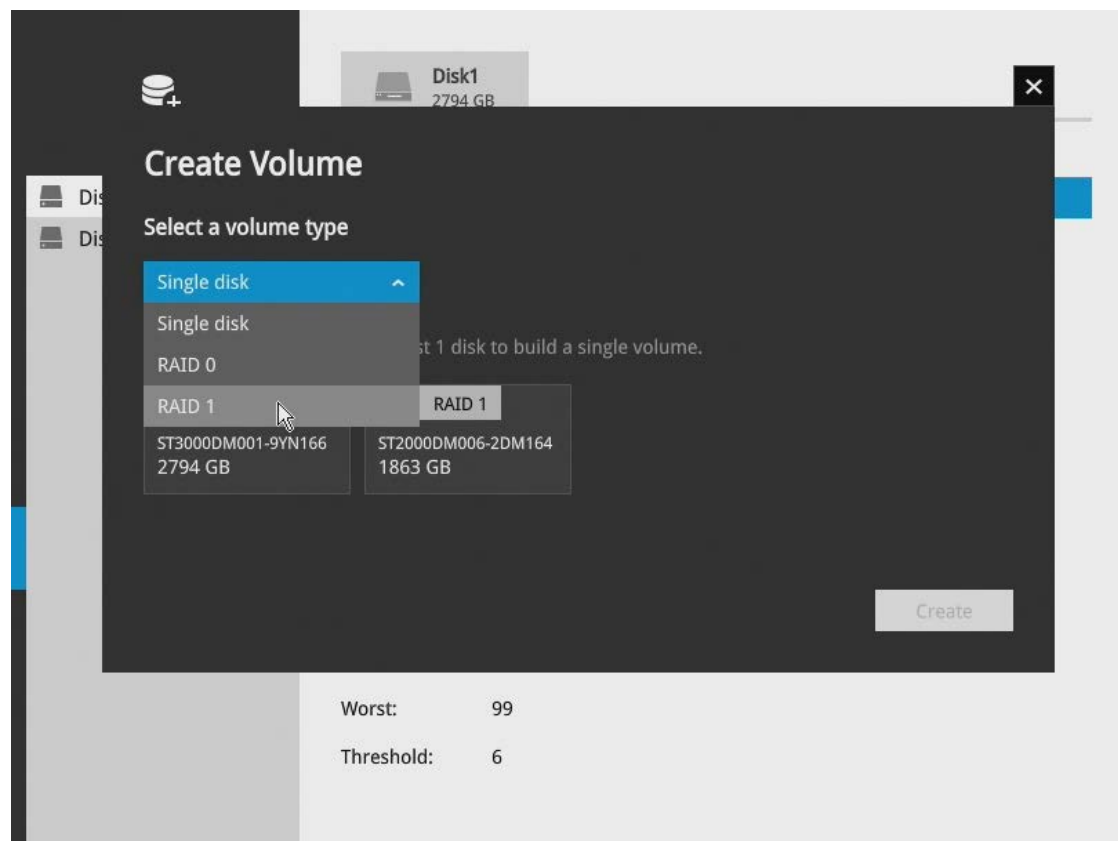 Disk1
2794 GB
Create Volume
Dis
Select a volume type
Dis
Single disk
Single disk
st 1 disk to build a single volume.
RAID 0
RAID 1
RAID 1
ST3000DM001-9YN166
ST2000DM006-2DM164
2794 GB
1863 GB
Create
Worst: 99
Threshold: 6